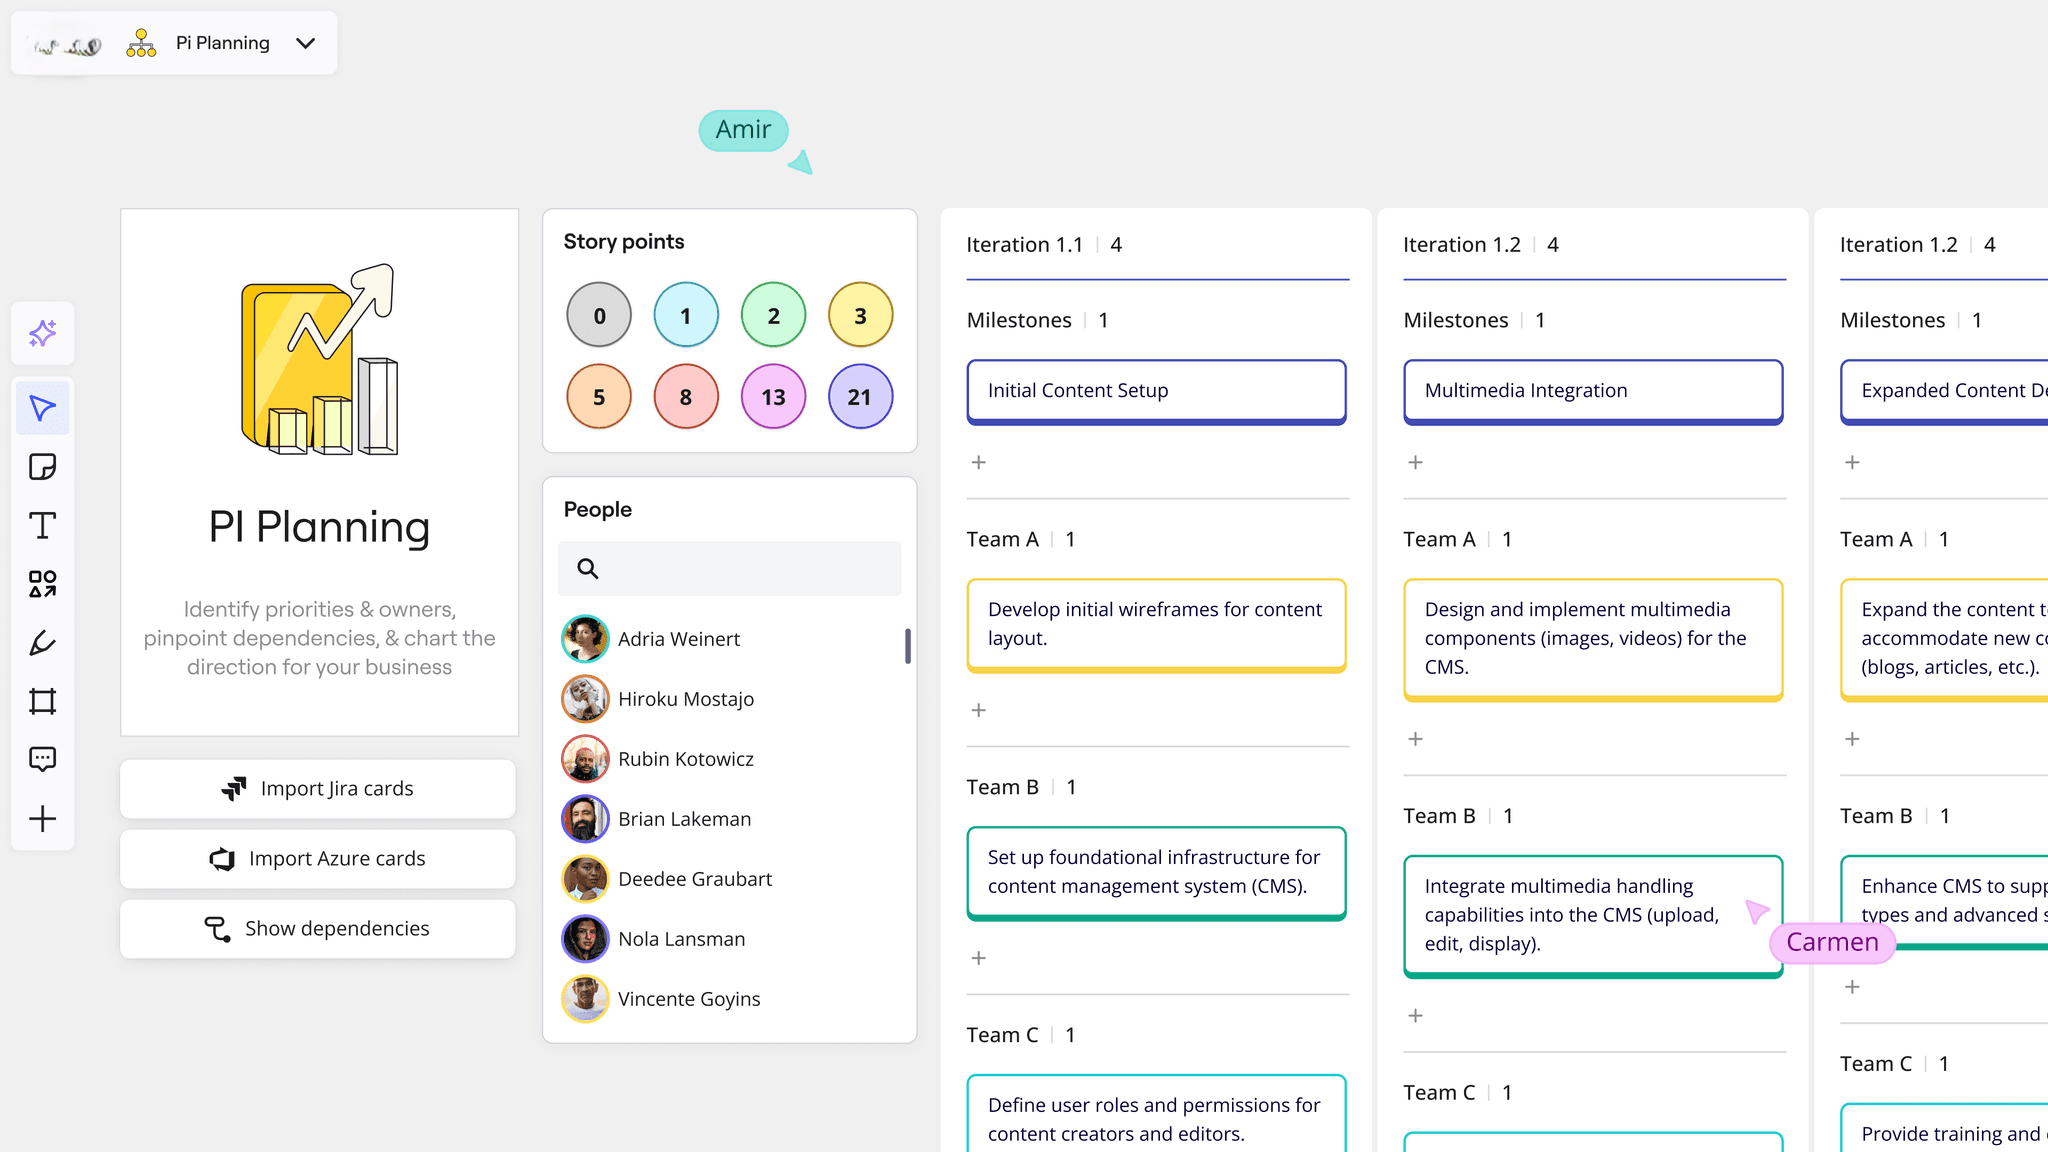 Pi Planning
Amir
PI Planning
Identify priorities & owners,
pinpoint dependencies, & chart the
direction for your business
Import Jira cards
Import Azure cards
Show dependencies
Story points
0 1 2 3
5 8 13 21
People
Adria Weinert
Hiroku Mostajo
Rubin Kotowicz
Brian Lakeman
Deedee Graubart
Nola Lansman
Vincente Goyins
Iteration 1.1 | 4
Milestones | 1
Initial Content Setup
+
Team A | 1
Develop initial wireframes for content
layout.
+
Team B | 1
Set up foundational infrastructure for
content management system (CMS).
+
Team C | 1
Define user roles and permissions for
content creators and editors.
Iteration 1.2 | 4
Milestones | 1
Multimedia Integration
+
Team A | 1
Design and implement multimedia
components (images, videos) for the
CMS.
+
Team B | 1
Integrate multimedia handling
capabilities into the CMS (upload,
edit, display).
Carmen
+
Team C | 1
Iteration 1.2 | 4
Milestones | 1
Expanded Content
+
Team A | 1
Expand the content
accommodate new
(blogs, articles, etc.).
+
Team B | 1
Enhance CMS to
types and advanced
+
Team C | 1
Provide training and